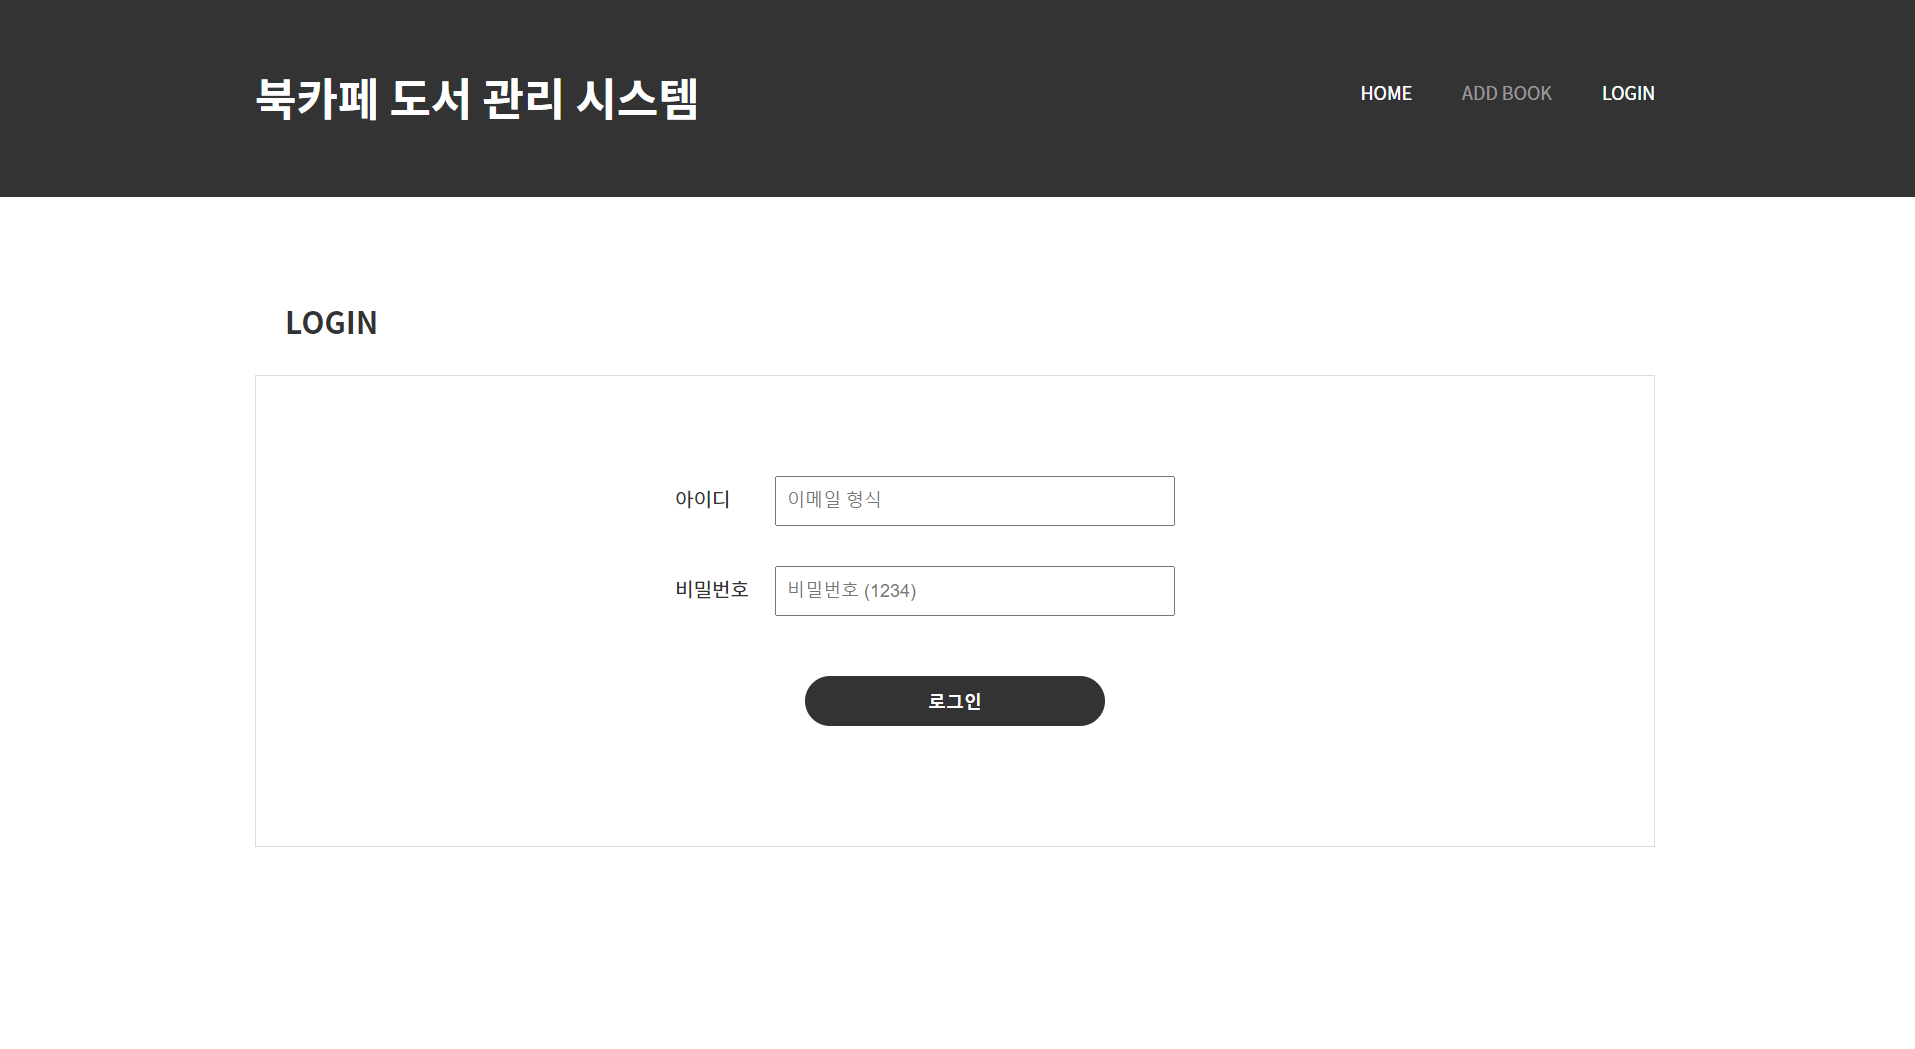 북카페 도서 관리 시스템
HOME ADD BOOK LOGIN
LOGIN
아이디 이메일 형식
비밀번호 비밀번호 (1234)
로그인